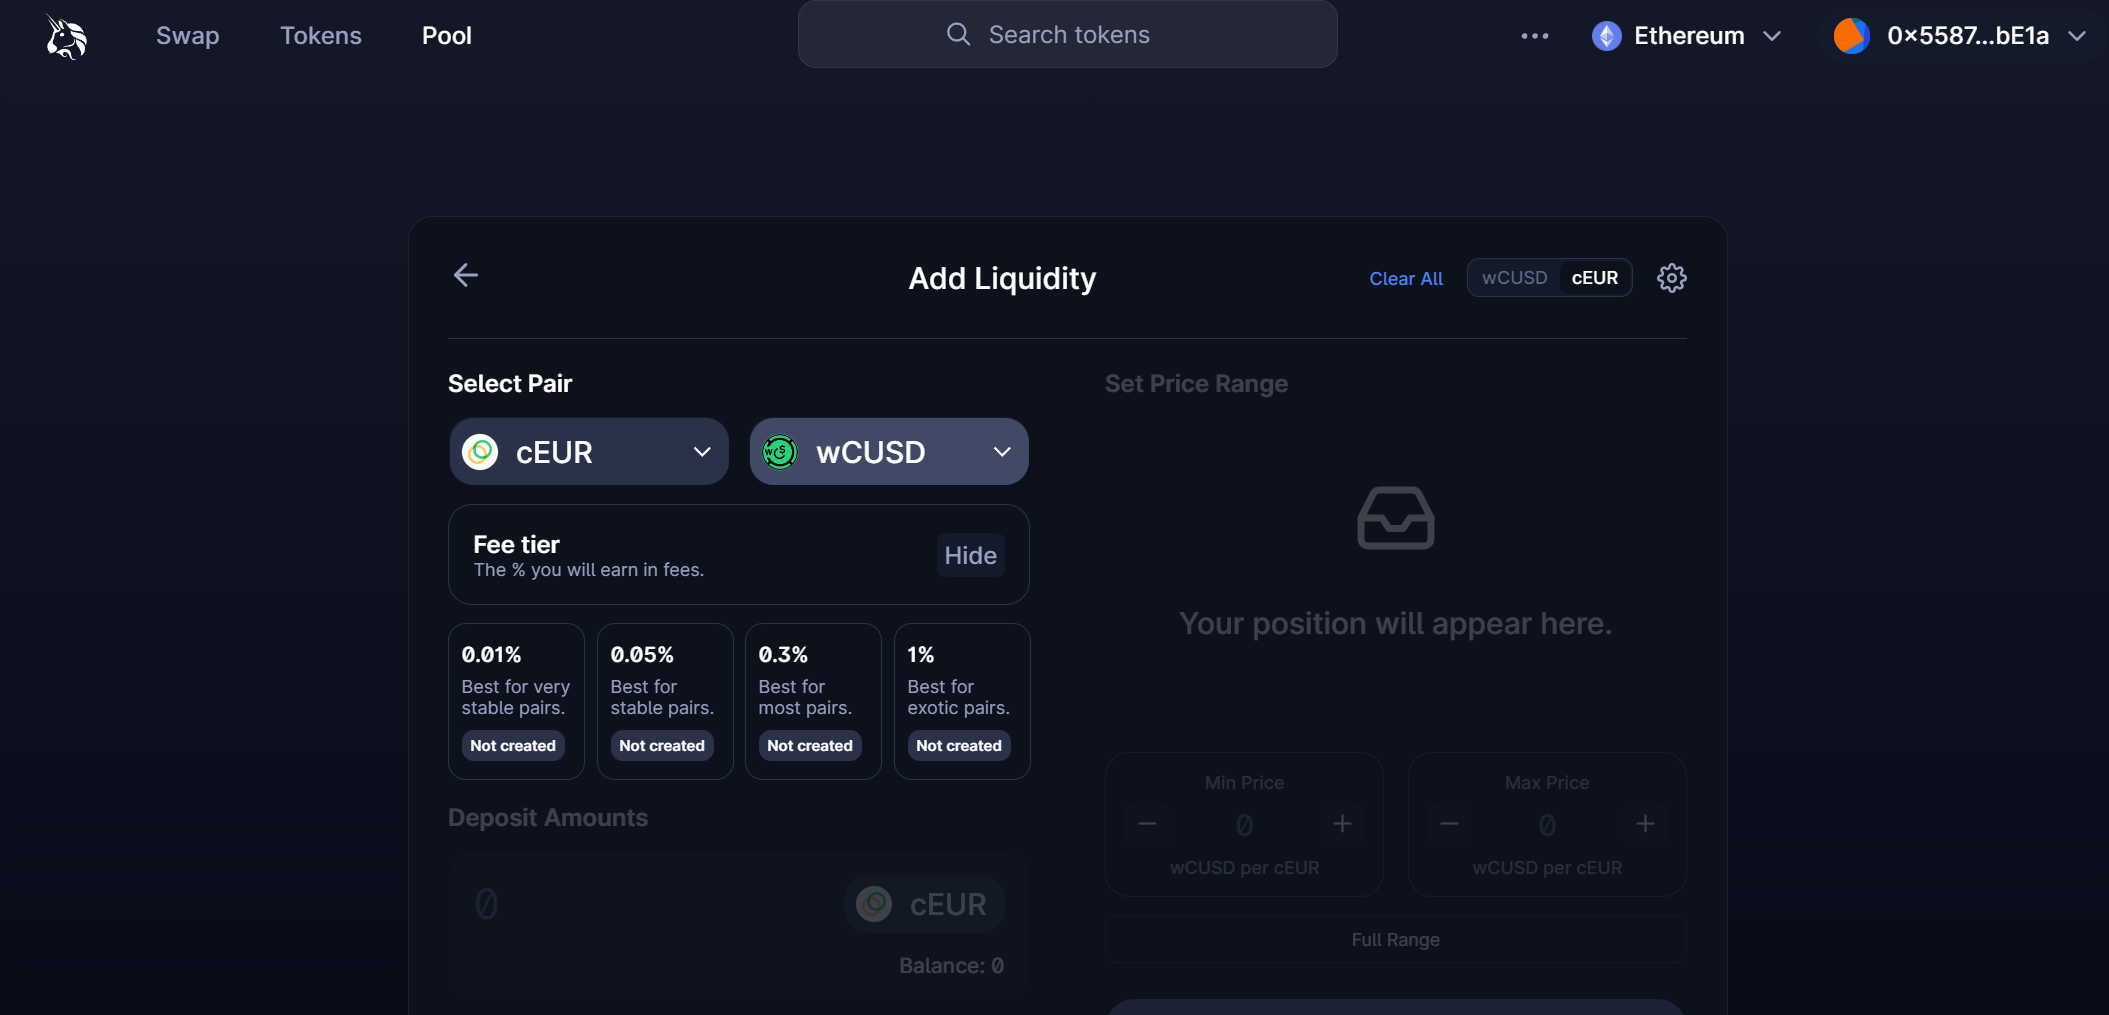 Swap
Tokens
Pool
Search tokens
Ethereum
0x5587...bE1a
Add Liquidity
Clear All
wCUSD
cEUR
Select Pair
Set Price Range
cEUR
wCUSD
Fee tier
The % you will earn in fees.
Hide
Your position will appear here.
0.01%
Best for very
stable pairs.
Not created
0.05%
Best for
stable pairs.
Not created
0.3%
Best for
most pairs.
Not created
1%
Best for
exotic pairs.
Not created
Min Price
0
wCUSD per cEUR
Max Price
0
wCUSD per cEUR
Deposit Amounts
0
cEUR
Balance: 0
Full Range